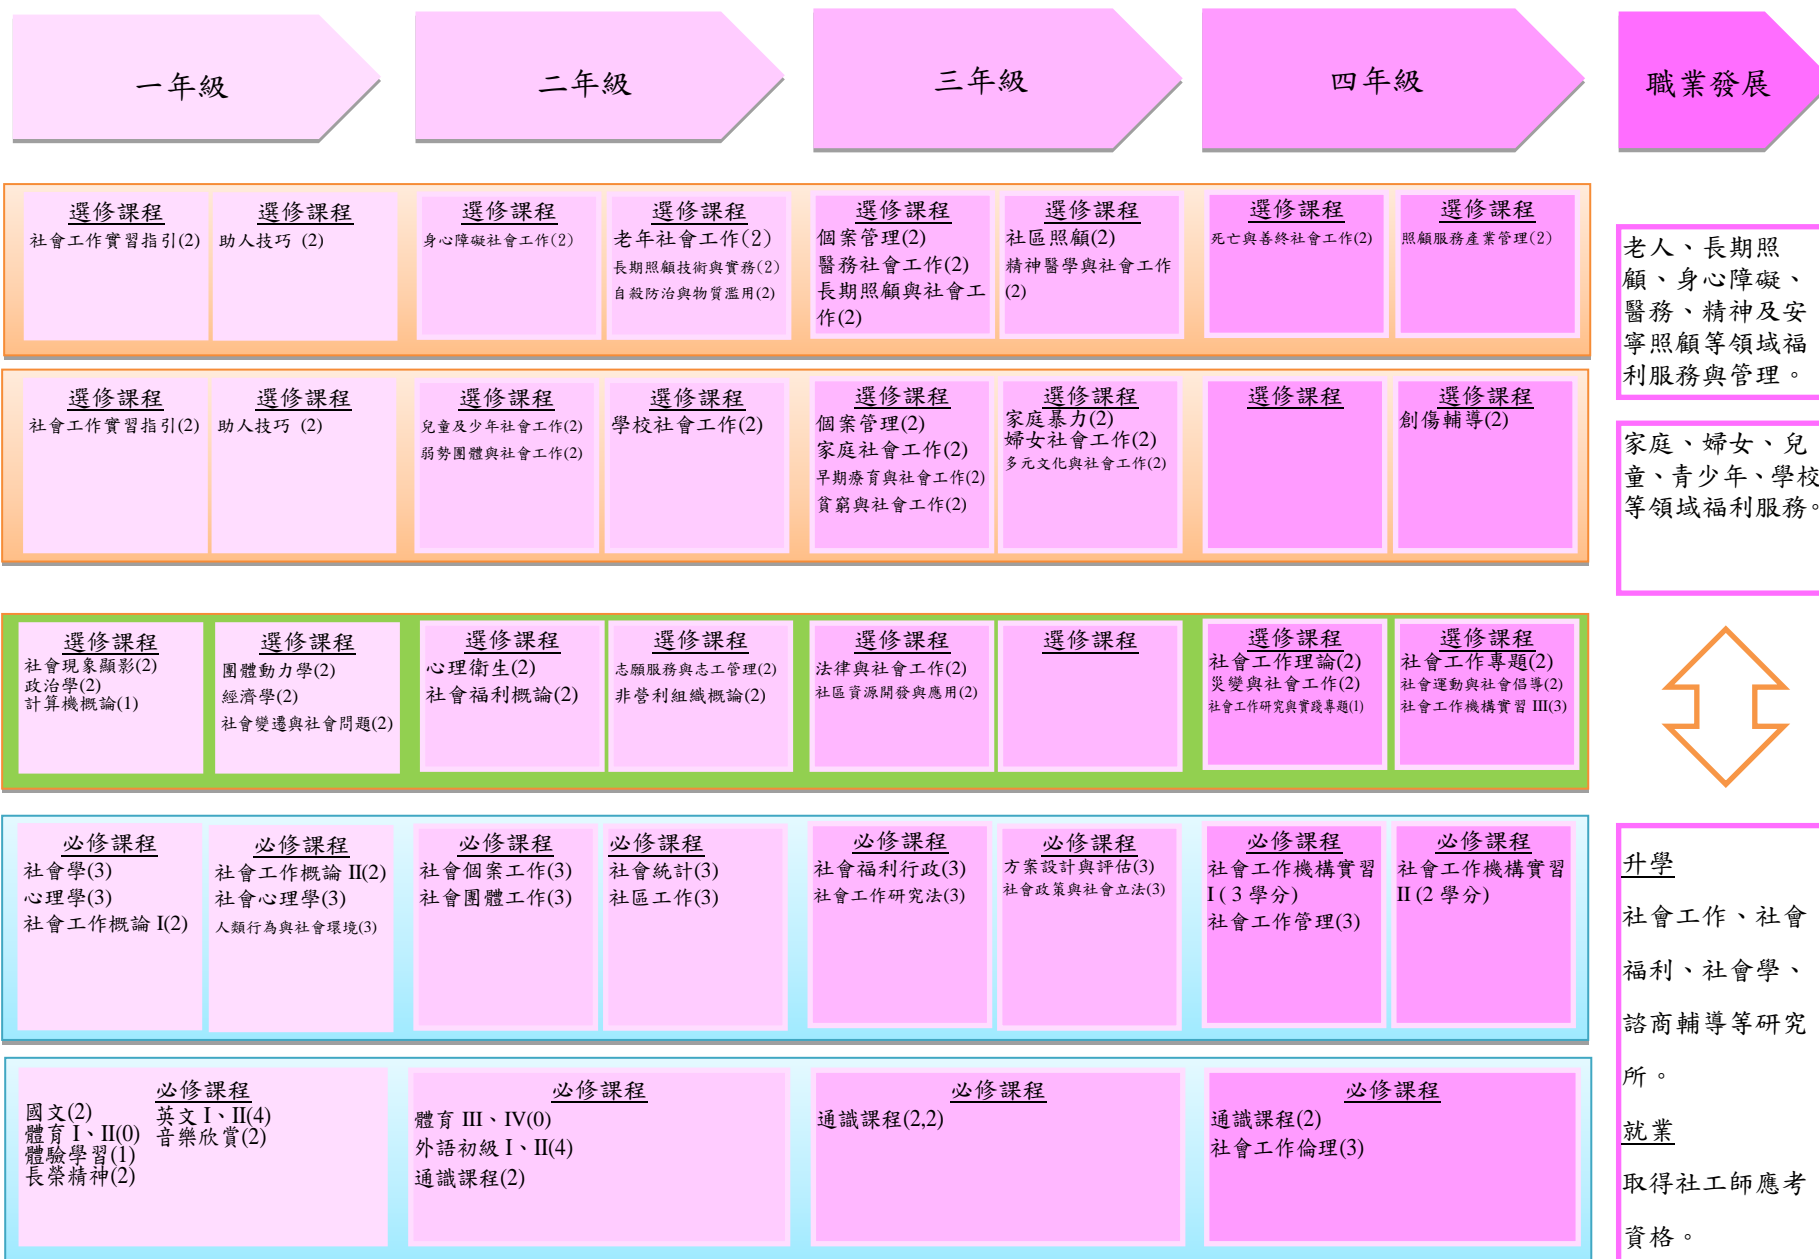 一年級
二年級
三年級
四年級
職業發展
選修課程
社會工作實習指引(2)
選修課程
助人技巧 (2)
選修課程
身心障礙社會工作(2)
選修課程
老年社會工作(2)
長期照顧技術與實務(2)
自殺防治與物質濫用(2)
選修課程
個案管理(2)
醫務社會工作(2)
長期照顧與社會工
作(2)
選修課程
社區照顧(2)
精神醫學與社會工作
(2)
選修課程
死亡與善終社會工作(2)
選修課程
照顧服務產業管理(2)
老人、長期照
顧、身心障礙、
醫務、精神及安
寧照顧等領域福
利服務與管理。
選修課程
社會工作實習指引(2)
選修課程
助人技巧 (2)
選修課程
兒童及少年社會工作(2)
弱勢團體與社會工作(2)
選修課程
學校社會工作(2)
選修課程
個案管理(2)
家庭社會工作(2)
早期療育與社會工作(2)
貧窮與社會工作(2)
選修課程
家庭暴力(2)
婦女社會工作(2)
多元文化與社會工作(2)
選修課程
選修課程
創傷輔導(2)
家庭、婦女、兒
童、青少年、學校
等領域福利服務。
選修課程
社會現象顯影(2)
政治學(2)
計算機概論(1)
選修課程
團體動力學(2)
經濟學(2)
社會變遷與社會問題(2)
選修課程
心理衛生(2)
社會福利概論(2)
選修課程
志願服務與志工管理(2)
非營利組織概論(2)
選修課程
法律與社會工作(2)
社區資源開發與應用(2)
選修課程
選修課程
社會工作理論(2)
災變與社會工作(2)
社會工作研究與實踐專題(1)
選修課程
社會工作專題(2)
社會運動與社會倡導(2)
社會工作機構實習 III(3)
必修課程
社會學(3)
心理學(3)
社會工作概論 I(2)
必修課程
社會工作概論 II(2)
社會心理學(3)
人類行為與社會環境(3)
必修課程
社會個案工作(3)
社會團體工作(3)
必修課程
社會統計(3)
社區工作(3)
必修課程
社會福利行政(3)
社會工作研究法(3)
必修課程
方案設計與評估(3)
社會政策與社會立法(3)
必修課程
社會工作機構實習
I ( 3 學分)
社會工作管理(3)
必修課程
社會工作機構實習
II (2 學分)
必修課程
國文(2)
體育 I、II(0)
體驗學習(1)
長榮精神(2)
英文 I、II(4)
音樂欣賞(2)
必修課程
體育 III、IV(0)
外語初級 I、II(4)
通識課程(2)
必修課程
通識課程(2,2)
必修課程
通識課程(2)
社會工作倫理(3)
升學
社會工作、社會
福利、社會學、
諮商輔導等研究
所。
就業
取得社工師應考
資格。